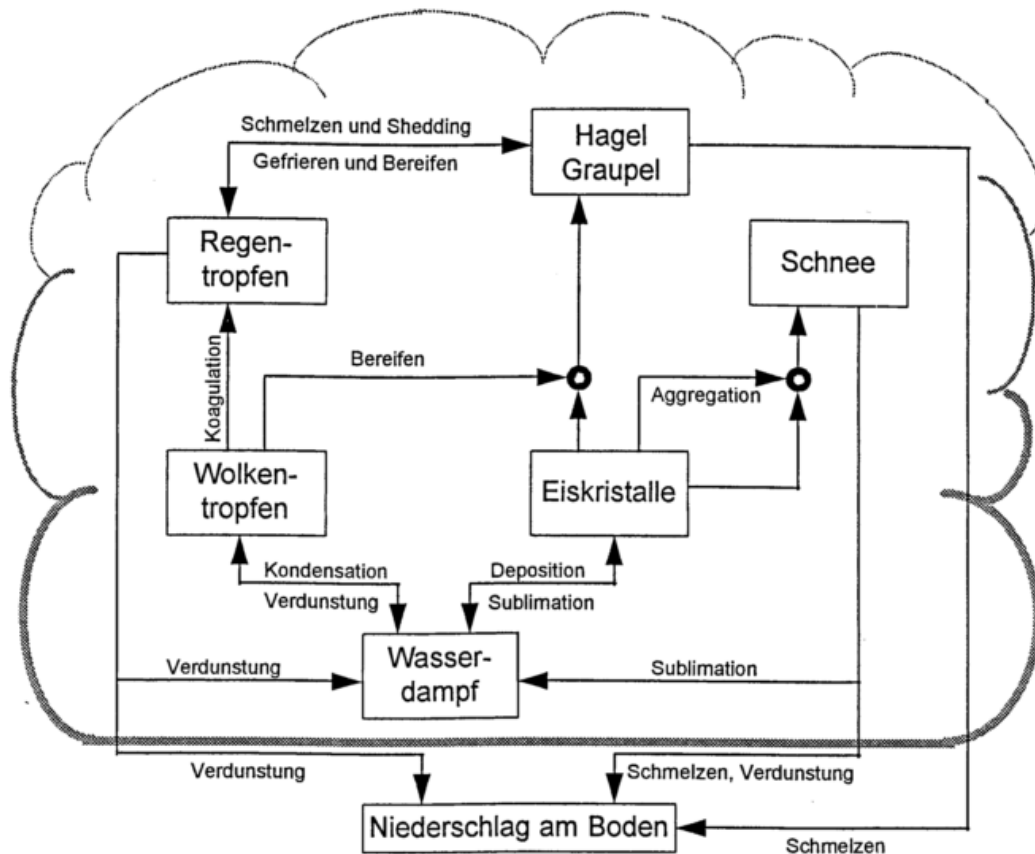 Schmelzen und Shedding
Gefrieren und Bereifen
Hagel
Graupel
Regen-
tropfen
Schnee
Koagulation
Bereifen
Aggregation
Wolken-
tropfen
Eiskristalle
Kondensation
Verdunstung
Deposition
Sublimation
Verdunstung
Wasser-
dampf
Sublimation
Verdunstung
Schmelzen, Verdunstung
Niederschlag am Boden
Schmelzen